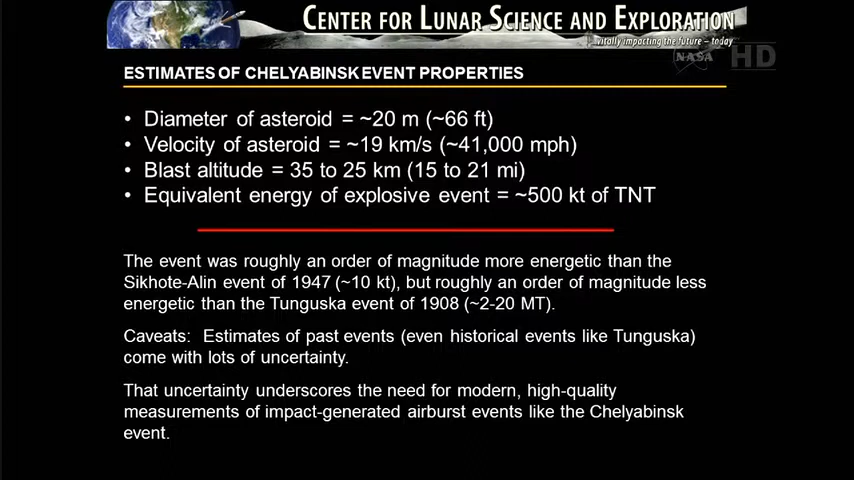 CENTER FOR LUNAR SCIENCE AND EXPLORATION
...vitally impacting the future – today
NASA HD
ESTIMATES OF CHELYABINSK EVENT PROPERTIES
• Diameter of asteroid = ~20 m (~66 ft)
• Velocity of asteroid = ~19 km/s (~41,000 mph)
• Blast altitude = 35 to 25 km (15 to 21 mi)
• Equivalent energy of explosive event = ~500 kt of TNT
The event was roughly an order of magnitude more energetic than the
Sikhote-Alin event of 1947 (~10 kt), but roughly an order of magnitude less
energetic than the Tunguska event of 1908 (~2-20 MT).
Caveats:  Estimates of past events (even historical events like Tunguska)
come with lots of uncertainty.
That uncertainty underscores the need for modern, high-quality
measurements of impact-generated airburst events like the Chelyabinsk
event.